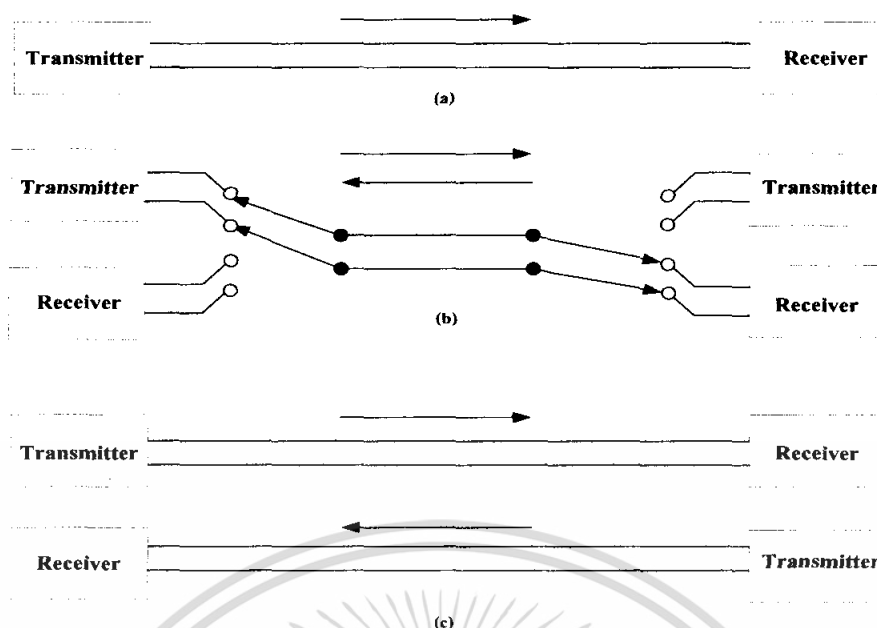 Transmitter Receiver
(a)
Transmitter Transmitter
Receiver Receiver
(b)
Transmitter Receiver
Receiver Transmitter
(c)